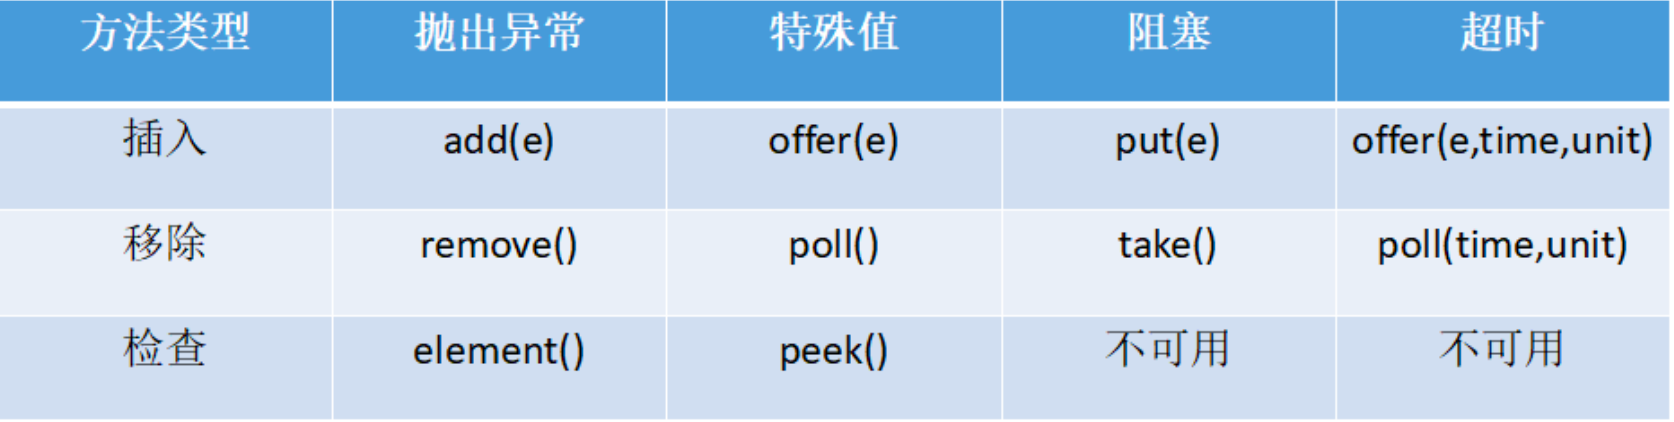 方法类型 抛出异常 特殊值 阻塞 超时
插入 add(e) offer(e) put(e) offer(e,time,unit)
移除 remove() poll() take() poll(time,unit)
检查 element() peek() 不可用 不可用